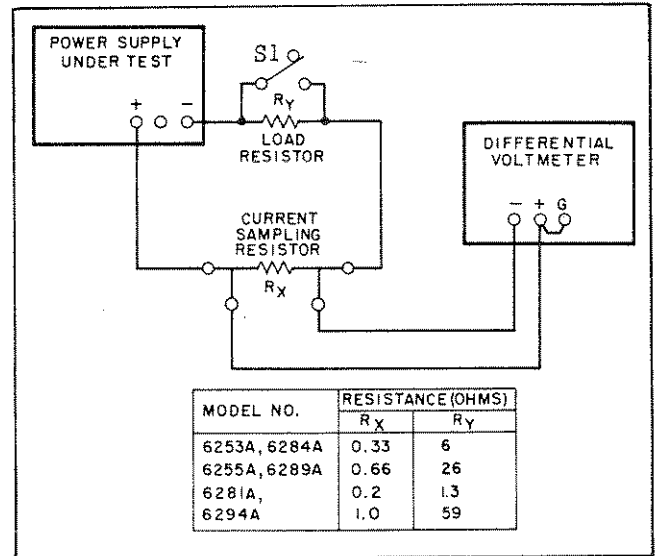 POWER SUPPLY
UNDER TEST
+ -
S1
RY
LOAD
RESISTOR
DIFFERENTIAL
VOLTMETER
- + G
CURRENT
SAMPLING
RESISTOR
RX
MODEL NO. RESISTANCE (OHMS)
RX RY
6253A, 6284A 0.33 6
6255A, 6289A 0.66 26
6281A, 0.2 1.3
6294A 1.0 59